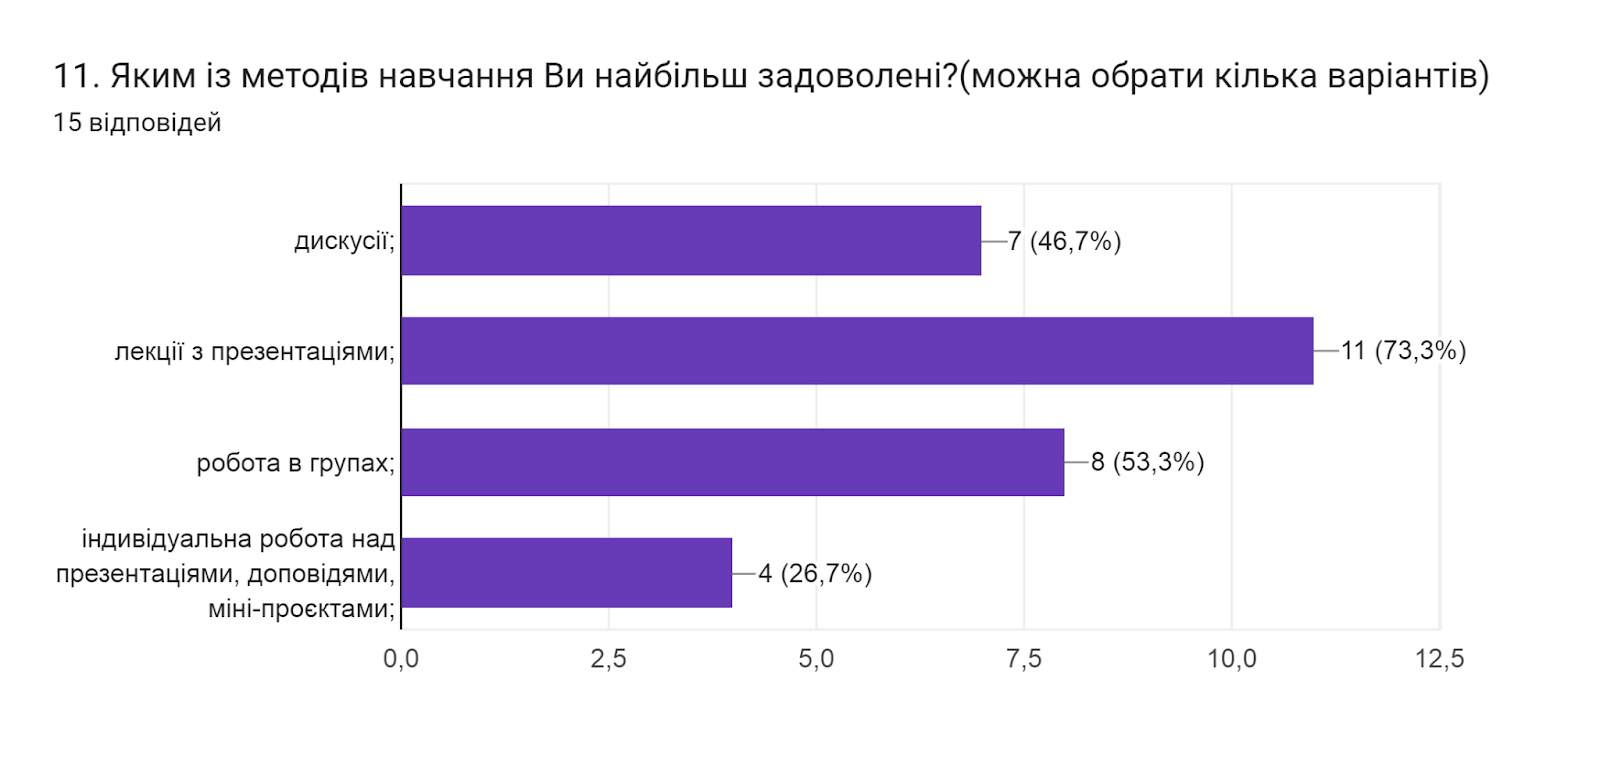 11. Яким із методів навчання Ви найбільш задоволені?(можна обрати кілька варіантів)
15 відповідей
дискусії;
7 (46,7%)
лекції з презентаціями;
11 (73,3%)
робота в групах;
8 (53,3%)
індивідуальна робота над
презентаціями, доповідями,
міні-проєктами;
4 (26,7%)
0,0 2,5 5,0 7,5 10,0 12,5